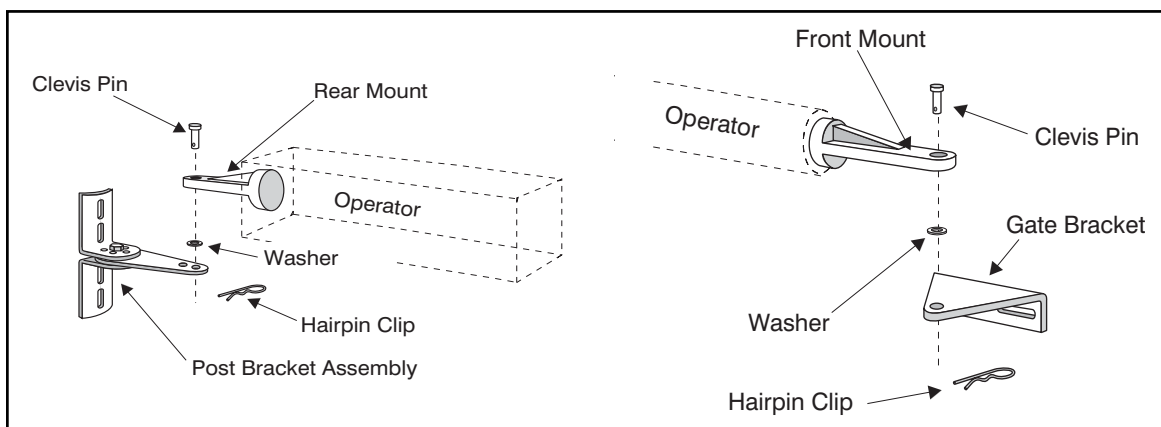 Clevis Pin
Rear Mount
Operator
Washer
Hairpin Clip
Post Bracket Assembly
Front Mount
Operator
Clevis Pin
Gate Bracket
Washer
Hairpin Clip